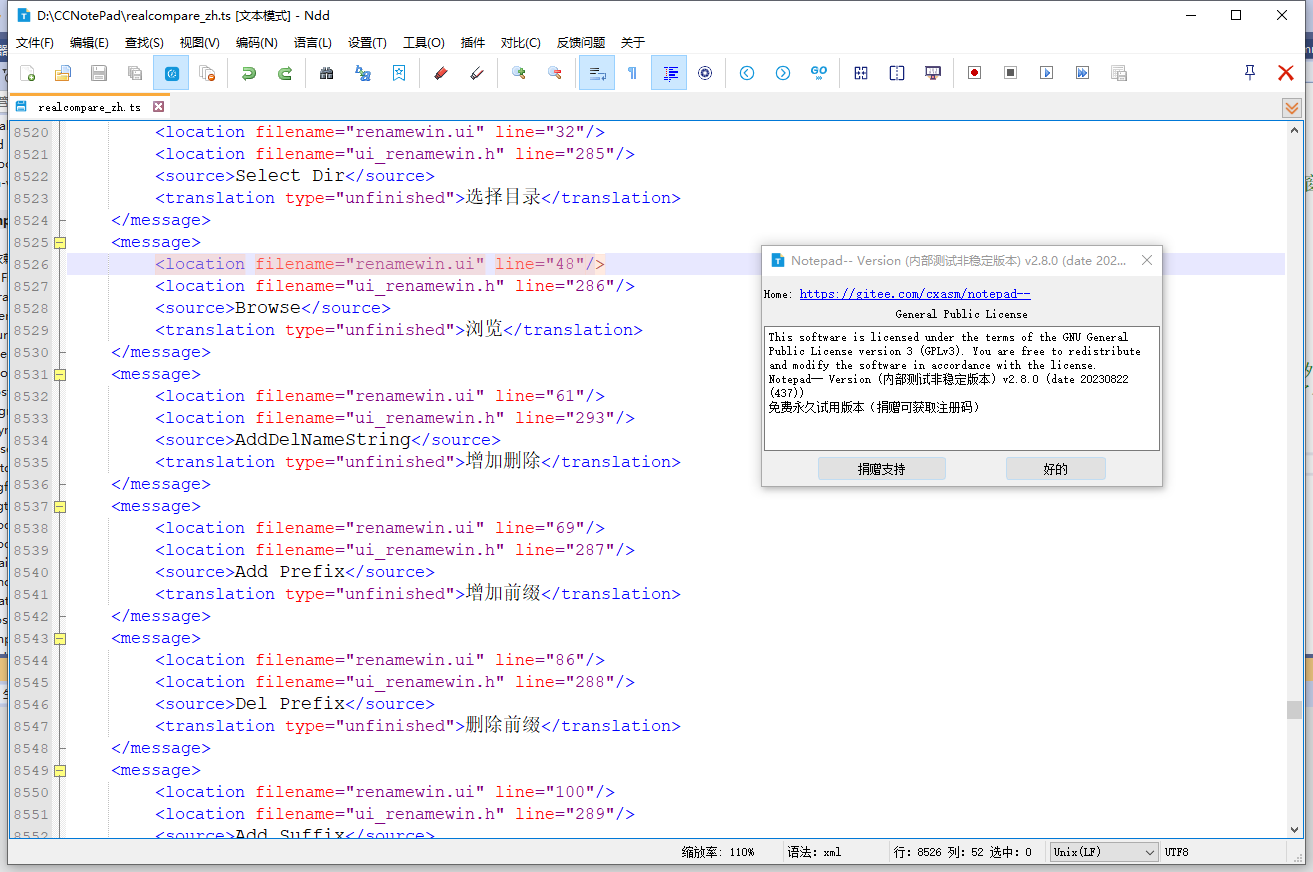 D:\CCNotePad\realcompare_zh.ts [文本模式] - Ndd
文件(F) 编辑(E) 查找(S) 视图(V) 编码(N) 语言(L) 设置(T) 工具(O) 插件 对比(C) 反馈问题 关于
realcompare_zh.ts
8520 <location filename="renamewin.ui" line="32"/>
8521 <location filename="ui_renamewin.h" line="285"/>
8522 <source>Select Dir</source>
8523 <translation type="unfinished">选择目录</translation>
8524 </message>
8525 <message>
8526 <location filename="renamewin.ui" line="48"/>
8527 <location filename="ui_renamewin.h" line="286"/>
8528 <source>Browse</source>
8529 <translation type="unfinished">浏览</translation>
8530 </message>
8531 <message>
8532 <location filename="renamewin.ui" line="61"/>
8533 <location filename="ui_renamewin.h" line="293"/>
8534 <source>AddDelNameString</source>
8535 <translation type="unfinished">增加删除</translation>
8536 </message>
8537 <message>
8538 <location filename="renamewin.ui" line="69"/>
8539 <location filename="ui_renamewin.h" line="287"/>
8540 <source>Add Prefix</source>
8541 <translation type="unfinished">增加前缀</translation>
8542 </message>
8543 <message>
8544 <location filename="renamewin.ui" line="86"/>
8545 <location filename="ui_renamewin.h" line="288"/>
8546 <source>Del Prefix</source>
8547 <translation type="unfinished">删除前缀</translation>
8548 </message>
8549 <message>
8550 <location filename="renamewin.ui" line="100"/>
8551 <location filename="ui_renamewin.h" line="289"/>
8552 <source>Add Suffix</source>
Notepad-- Version (内部测试非稳定版本) v2.8.0 (date 202...
Home: https://gitee.com/cxasm/notepad--
General Public License
This software is licensed under the terms of the GNU General
Public License version 3 (GPLv3). You are free to redistribute
and modify the software in accordance with the license.
Notepad-- Version (内部测试非稳定版本) v2.8.0 (date 20230822
(437))
免费永久试用版本（捐赠可获取注册码）
捐赠支持 好的
缩放率: 110% 语法: xml 行: 8526 列: 52 选中: 0 Unix(LF) UTF8